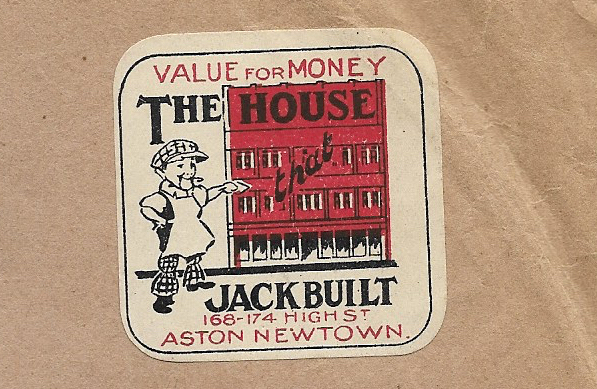 VALUE FOR MONEY
THE HOUSE
that
JACK BUILT
168-174 HIGH ST
ASTON NEWTOWN.